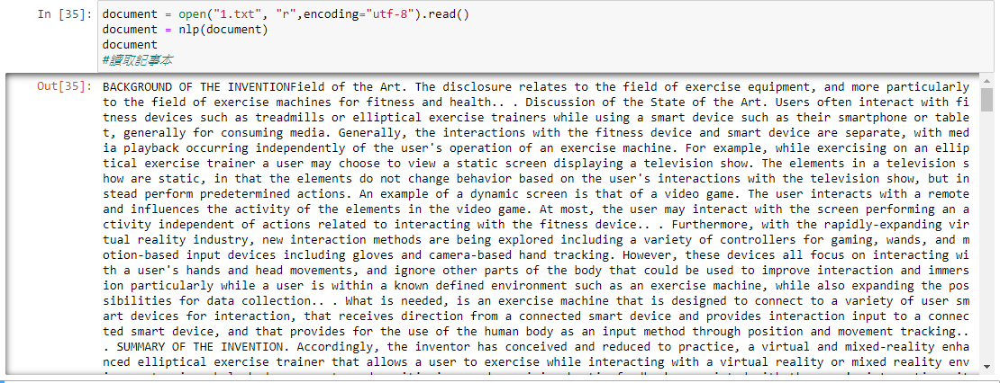 In [35]: document = open("1.txt", "r",encoding="utf-8").read()
document = nlp(document)
document
#讀取記事本
Out[35]: BACKGROUND OF THE INVENTIONField of the Art. The disclosure relates to the field of exercise equipment, and more particularly
to the field of exercise machines for fitness and health.. . Discussion of the State of the Art. Users often interact with fi
tness devices such as treadmills or elliptical exercise trainers while using a smart device such as their smartphone or table
t, generally for consuming media. Generally, the interactions with the fitness device and smart device are separate, with med
ia playback occurring independently of the user's operation of an exercise machine. For example, while exercising on an ellip
tical exercise trainer a user may choose to view a static screen displaying a television show. The elements in a television s
how are static, in that the elements do not change behavior based on the user's interactions with the television show, but in
stead perform predetermined actions. An example of a dynamic screen is that of a video game. The user interacts with a remote
and influences the activity of the elements in the video game. At most, the user may interact with the screen performing an a
ctivity independent of actions related to interacting with the fitness device.. . Furthermore, with the rapidly-expanding vir
tual reality industry, new interaction methods are being explored including a variety of controllers for gaming, wands, and m
otion-based input devices including gloves and camera-based hand tracking. However, these devices all focus on interacting wi
th a user's hands and head movements, and ignore other parts of the body that could be used to improve interaction and immers
ion particularly while a user is within a known defined environment such as an exercise machine, while also expanding the pos
sibilities for data collection.. . What is needed, is an exercise machine that is designed to connect to a variety of user sm
art devices for interaction, that receives direction from a connected smart device and provides interaction input to a connec
ted smart device, and that provides for the use of the human body as an input method through position and movement tracking..
. SUMMARY OF THE INVENTION. Accordingly, the inventor has conceived and reduced to practice, a virtual and mixed-reality enha
nced elliptical exercise trainer that allows a user to exercise while interacting with a virtual reality or mixed reality env